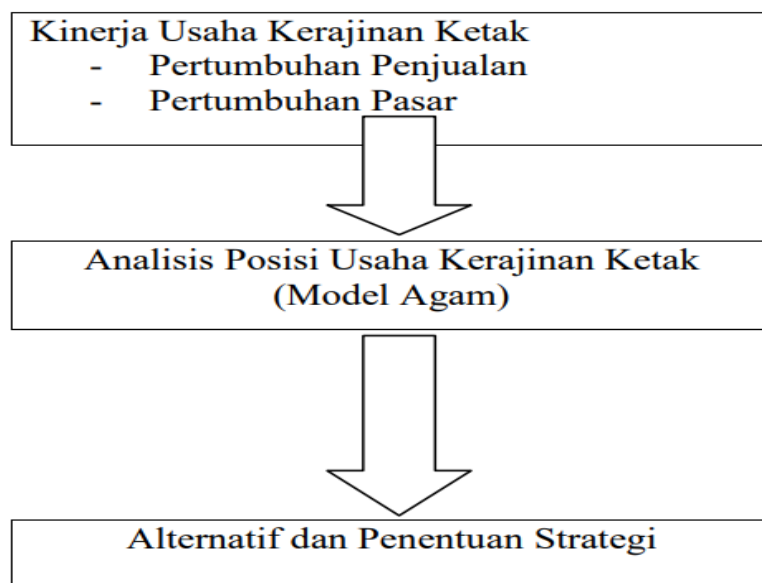 Kinerja Usaha Kerajinan Ketak
- Pertumbuhan Penjualan
- Pertumbuhan Pasar
Analisis Posisi Usaha Kerajinan Ketak
(Model Agam)
Alternatif dan Penentuan Strategi